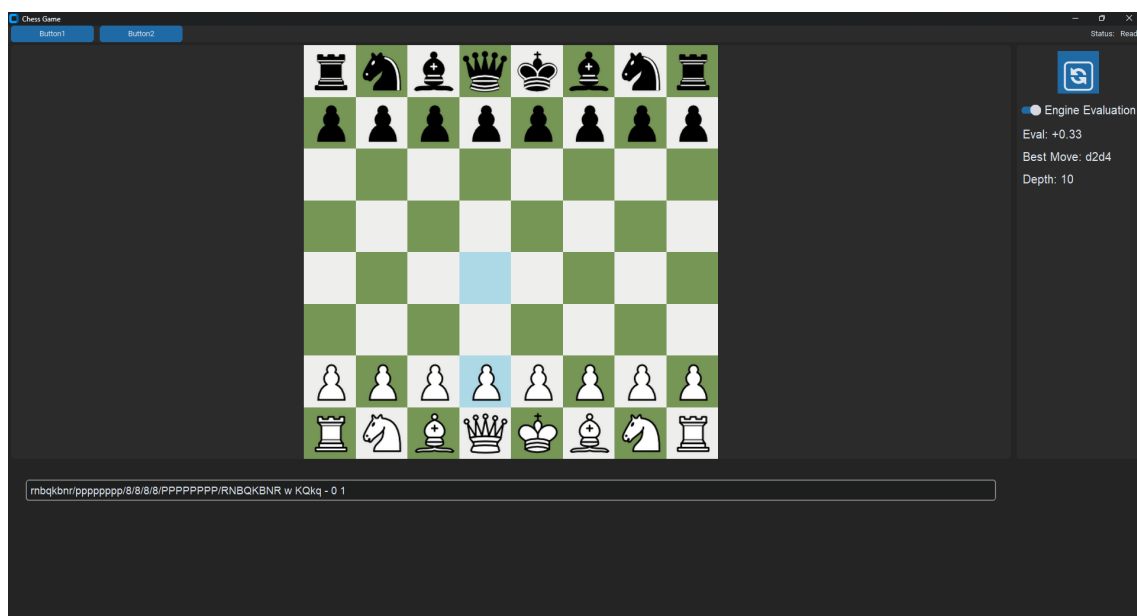 Chess Game
Button1 Button2 Status: Read
Engine Evaluation
Eval: +0.33
Best Move: d2d4
Depth: 10
rnbqkbnr/pppppppp/8/8/8/8/PPPPPPPP/RNBQKBNR w KQkq - 0 1